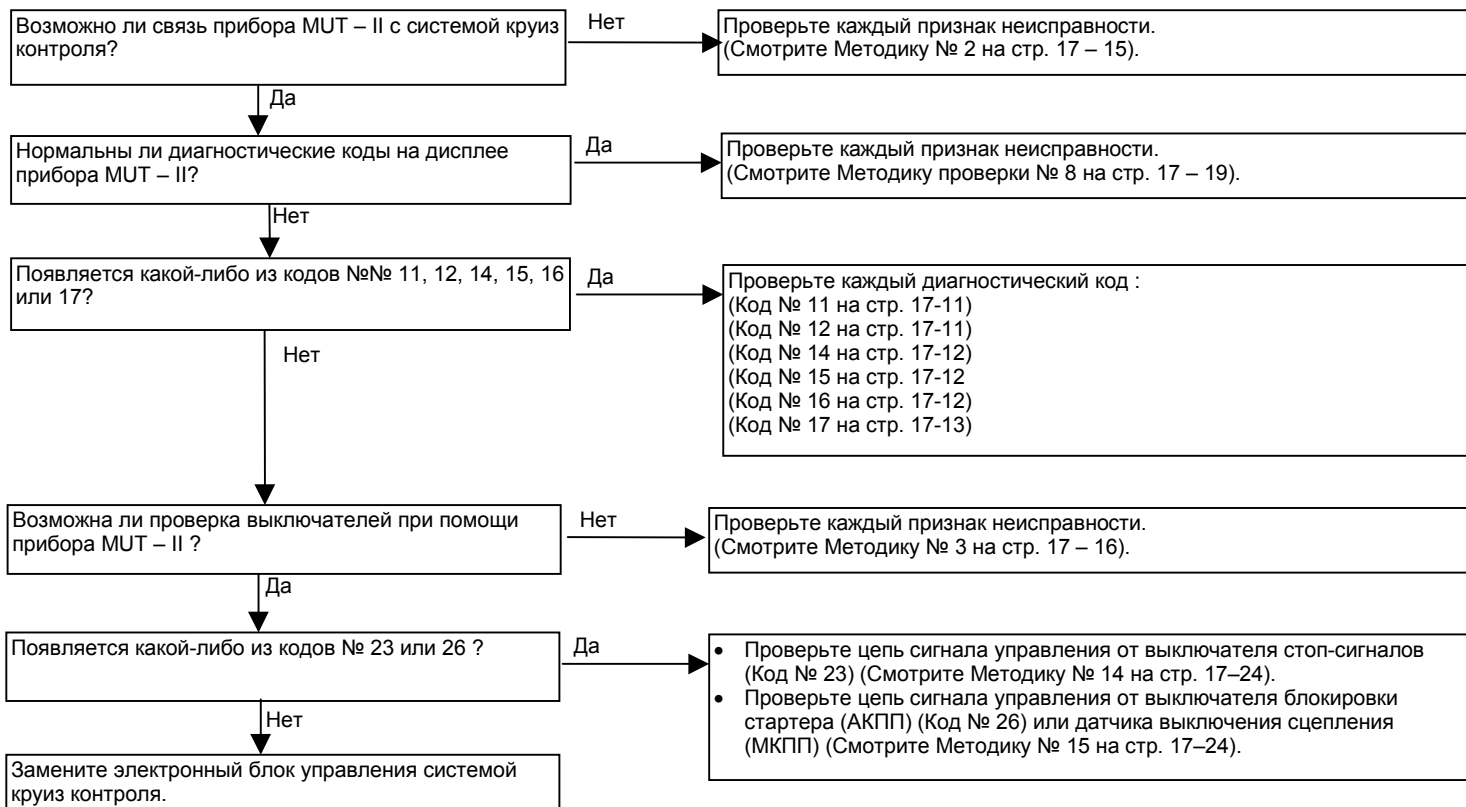 Возможно ли связь прибора MUT – II с системой круиз
контроля?
Нет
Проверьте каждый признак неисправности.
(Смотрите Методику № 2 на стр. 17 – 15).
Да
Нормальны ли диагностические коды на дисплее
прибора MUT – II?
Да
Проверьте каждый признак неисправности.
(Смотрите Методику проверки № 8 на стр. 17 – 19).
Нет
Появляется какой-либо из кодов №№ 11, 12, 14, 15, 16
или 17?
Да
Проверьте каждый диагностический код :
(Код № 11 на стр. 17-11)
(Код № 12 на стр. 17-11)
(Код № 14 на стр. 17-12)
(Код № 15 на стр. 17-12
(Код № 16 на стр. 17-12)
(Код № 17 на стр. 17-13)
Нет
Возможна ли проверка выключателей при помощи
прибора MUT – II ?
Нет
Проверьте каждый признак неисправности.
(Смотрите Методику № 3 на стр. 17 – 16).
Да
Появляется какой-либо из кодов № 23 или 26 ?
Да
• Проверьте цепь сигнала управления от выключателя стоп-сигналов
(Код № 23) (Смотрите Методику № 14 на стр. 17–24).
• Проверьте цепь сигнала управления от выключателя блокировки
стартера (АКПП) (Код № 26) или датчика выключения сцепления
(МКПП) (Смотрите Методику № 15 на стр. 17–24).
Нет
Замените электронный блок управления системой
круиз контроля.